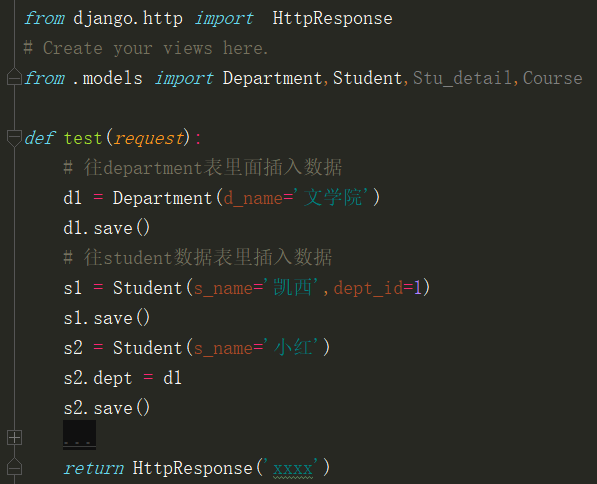 from django.http import  HttpResponse
# Create your views here.
from .models import Department,Student,Stu_detail,Course
def test(request):
# 往department表里面插入数据
d1 = Department(d_name='文学院')
d1.save()
# 往student数据表里插入数据
s1 = Student(s_name='凯西',dept_id=1)
s1.save()
s2 = Student(s_name='小红')
s2.dept = d1
s2.save()
...
return HttpResponse('xxxx')